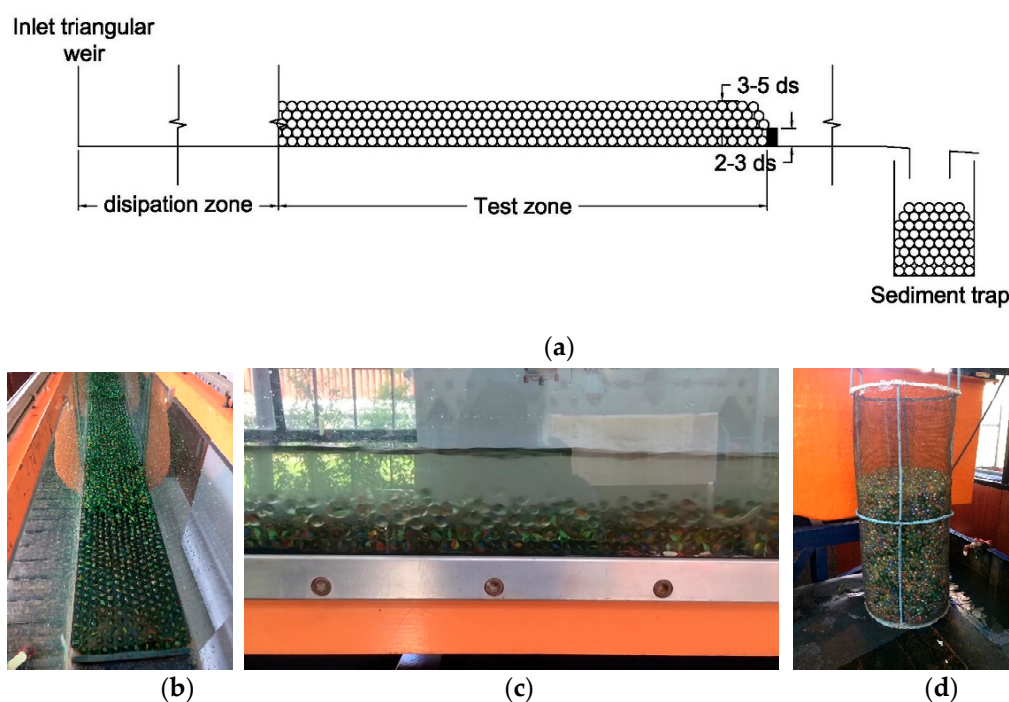 Inlet triangular
weir
3-5 ds
2-3 ds
disipation zone
Test zone
Sediment trap
(a)
(b)
(c)
(d)